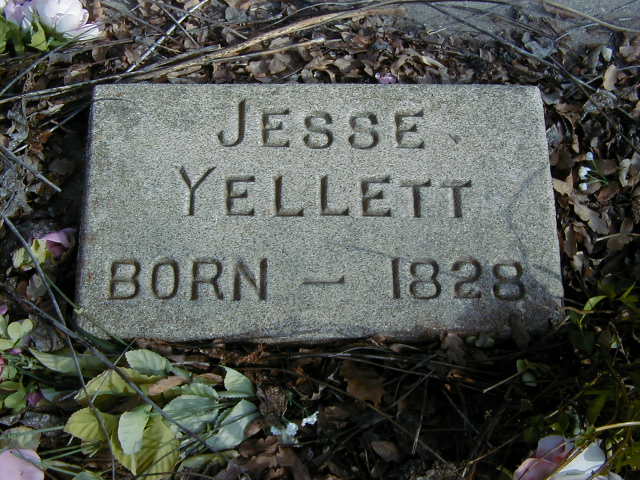 JESSE
YELLETT
BORN — 1828